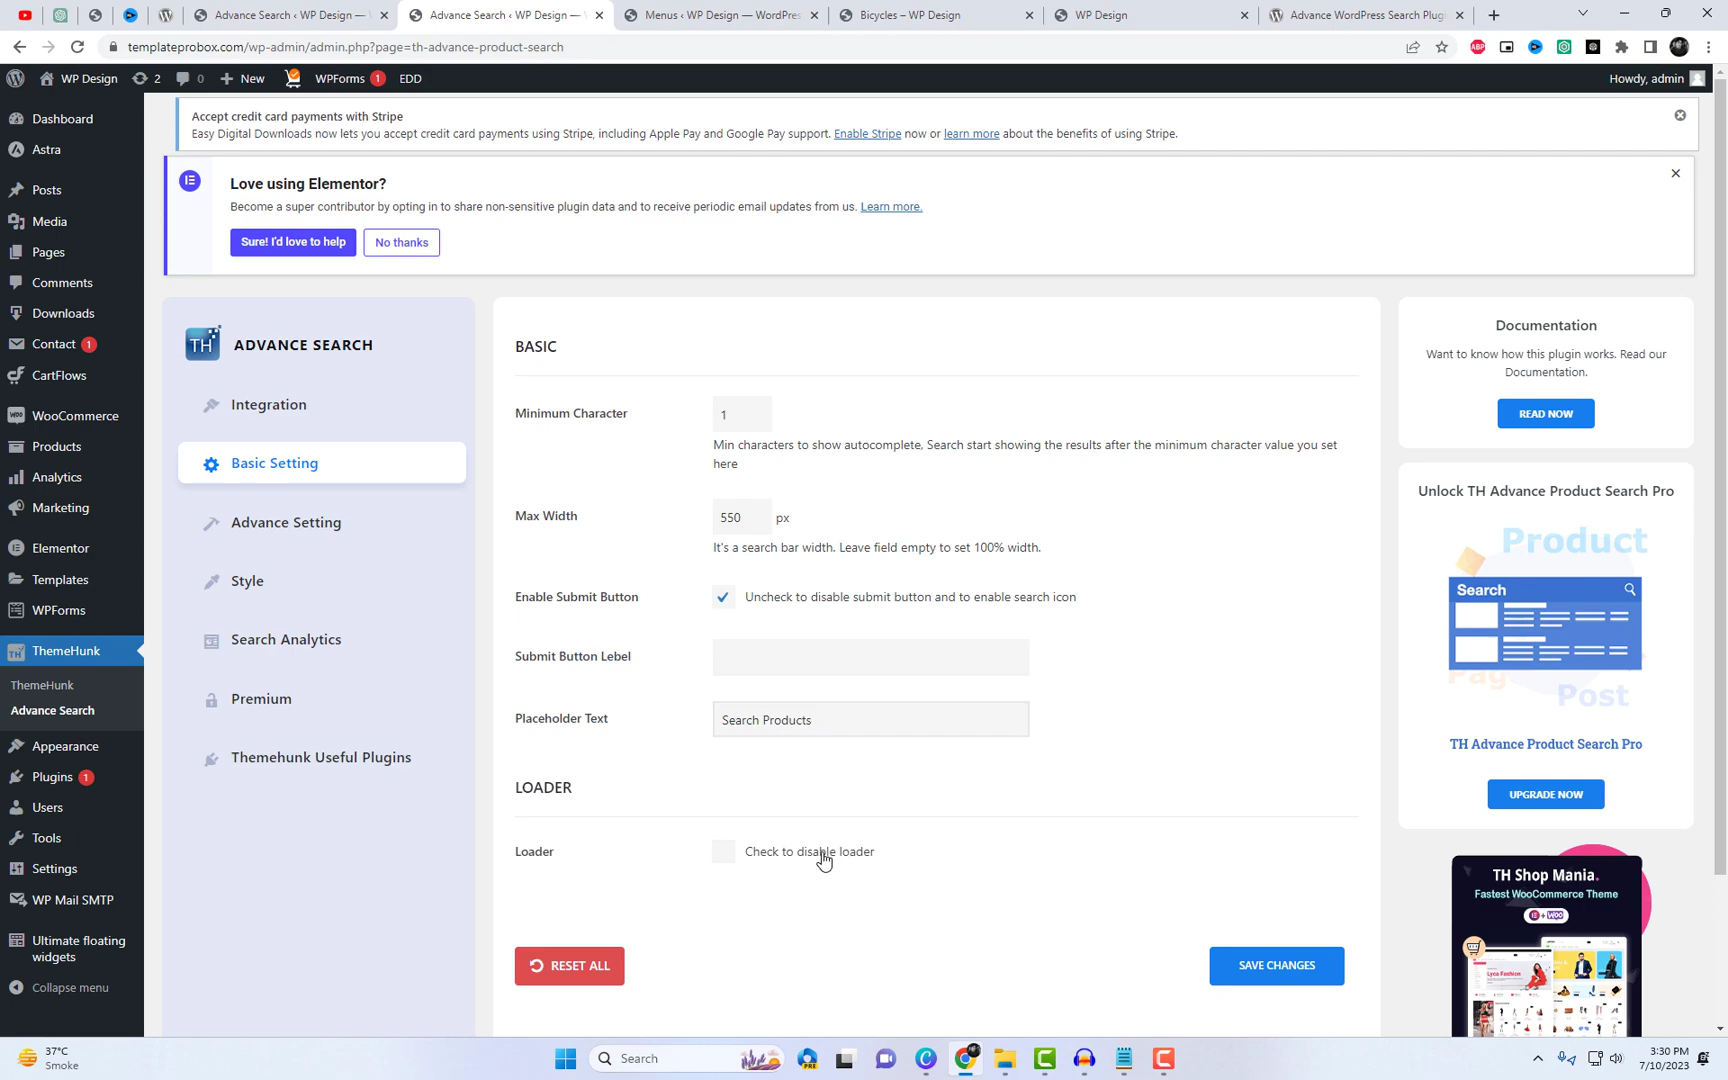 Advance Search ‹ WP Design —
Advance Search ‹ WP Design —
Menus ‹ WP Design — WordPress
Bicycles – WP Design
WP Design
Advance WordPress Search Plugi
templateprobox.com/wp-admin/admin.php?page=th-advance-product-search
ABP
WP Design
2
0
New
WPForms 1
EDD
Howdy, admin
Dashboard
Astra
Posts
Media
Pages
Comments
Downloads
Contact 1
CartFlows
WooCommerce
Products
Analytics
Marketing
Elementor
Templates
WPForms
ThemeHunk
ThemeHunk
Advance Search
Appearance
Plugins 1
Users
Tools
Settings
WP Mail SMTP
Ultimate floating
widgets
Collapse menu
Accept credit card payments with Stripe
Easy Digital Downloads now lets you accept credit card payments using Stripe, including Apple Pay and Google Pay support. Enable Stripe now or learn more about the benefits of using Stripe.
Love using Elementor?
Become a super contributor by opting in to share non-sensitive plugin data and to receive periodic email updates from us. Learn more.
Sure! I'd love to help
No thanks
TH
ADVANCE SEARCH
Integration
Basic Setting
Advance Setting
Style
Search Analytics
Premium
Themehunk Useful Plugins
BASIC
Minimum Character
1
Min characters to show autocomplete, Search start showing the results after the minimum character value you set
here
Max Width
550 px
It's a search bar width. Leave field empty to set 100% width.
Enable Submit Button
Uncheck to disable submit button and to enable search icon
Submit Button Lebel
Placeholder Text
Search Products
LOADER
Loader
Check to disable loader
RESET ALL
SAVE CHANGES
Documentation
Want to know how this plugin works. Read our
Documentation.
READ NOW
Unlock TH Advance Product Search Pro
Product
Search
Pag
Post
TH Advance Product Search Pro
UPGRADE NOW
TH Shop Mania.
Fastest WooCommerce Theme
Lyca Fashion
37°C
Smoke
Search
PRE
3:30 PM
7/10/2023